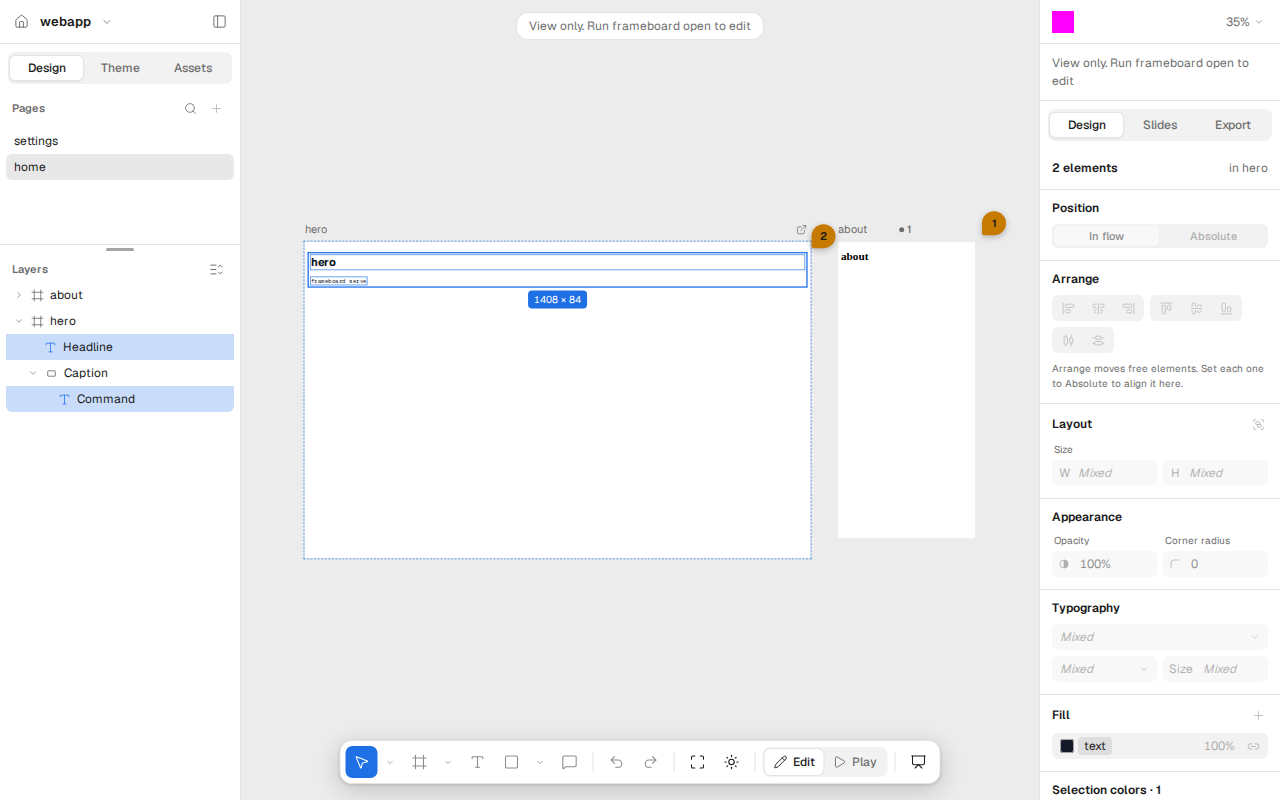 webapp
Design
Theme
Assets
Pages
settings
home
Layers
about
hero
Headline
Caption
Command
View only. Run frameboard open to edit
hero
2
about
1
1
hero
frameboard serve
1408 × 84
about
Edit
Play
35%
View only. Run frameboard open to
edit
Design
Slides
Export
2 elements
in hero
Position
In flow
Absolute
Arrange
Arrange moves free elements. Set each one
to Absolute to align it here.
Layout
Size
W Mixed
H Mixed
Appearance
Opacity
Corner radius
100%
0
Typography
Mixed
Mixed
Size Mixed
Fill
text
100%
Selection colors · 1